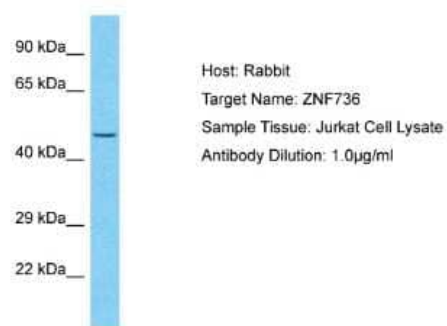 90 kDa
65 kDa
40 kDa
29 kDa
22 kDa
Host: Rabbit
Target Name: ZNF736
Sample Tissue: Jurkat Cell Lysate
Antibody Dilution: 1.0µg/ml